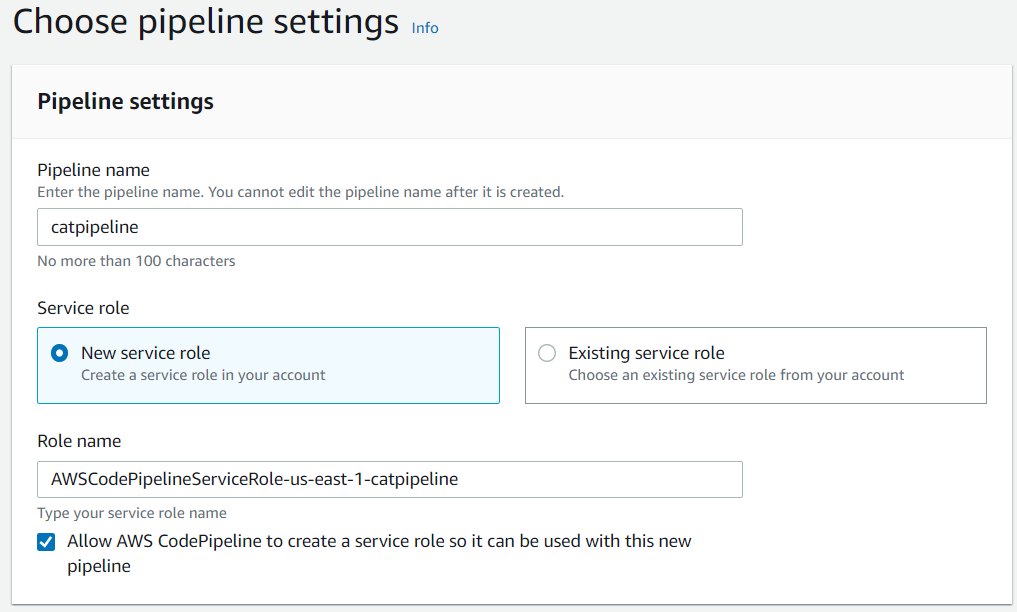 Choose pipeline settings Info
Pipeline settings
Pipeline name
Enter the pipeline name. You cannot edit the pipeline name after it is created.
catpipeline
No more than 100 characters
Service role
New service role
Create a service role in your account
Existing service role
Choose an existing service role from your account
Role name
AWSCodePipelineServiceRole-us-east-1-catpipeline
Type your service role name
Allow AWS CodePipeline to create a service role so it can be used with this new
pipeline